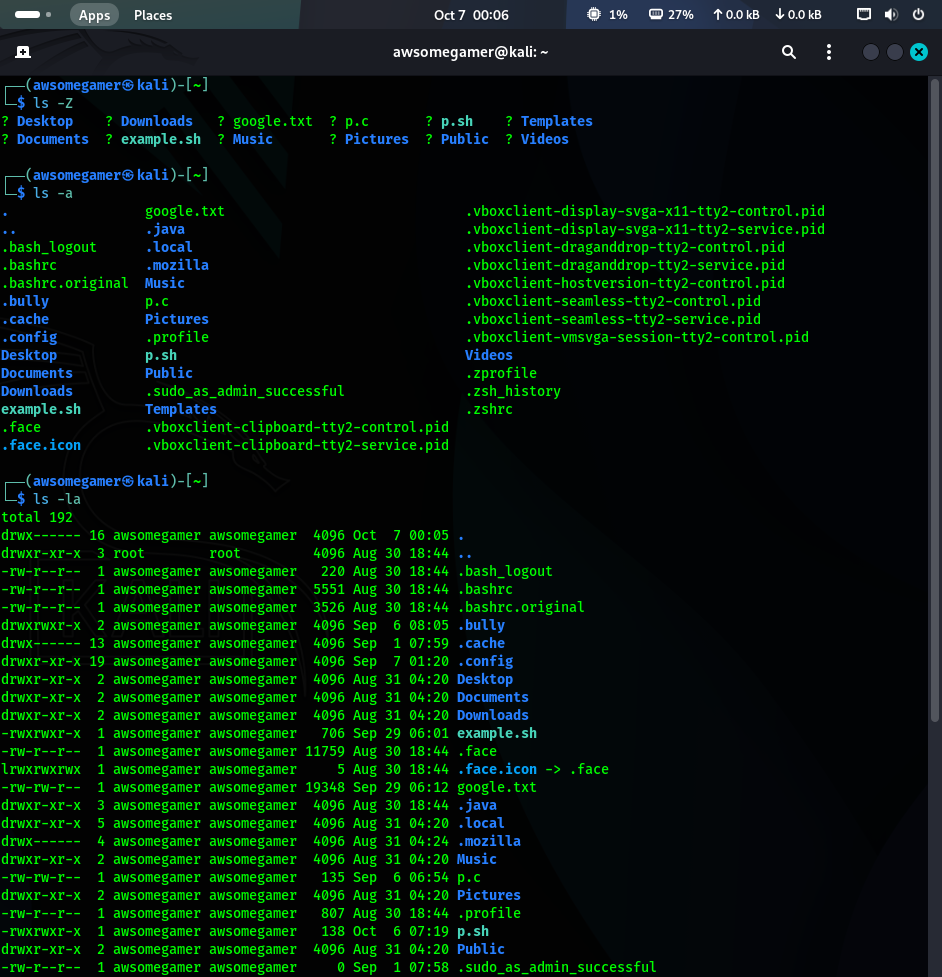 Apps Places Oct 7 00:06 1% 27% ↑0.0 kB ↓0.0 kB
awsomegamer@kali: ~
┌──(awsomegamer㉿kali)-[~]
└─$ ls -Z
? Desktop ? Downloads ? google.txt ? p.c ? p.sh ? Templates
? Documents ? example.sh ? Music ? Pictures ? Public ? Videos
┌──(awsomegamer㉿kali)-[~]
└─$ ls -a
. google.txt .vboxclient-display-svga-x11-tty2-control.pid
.. .java .vboxclient-display-svga-x11-tty2-service.pid
.bash_logout .local .vboxclient-draganddrop-tty2-control.pid
.bashrc .mozilla .vboxclient-draganddrop-tty2-service.pid
.bashrc.original Music .vboxclient-hostversion-tty2-control.pid
.bully p.c .vboxclient-seamless-tty2-control.pid
.cache Pictures .vboxclient-seamless-tty2-service.pid
.config .profile .vboxclient-vmsvga-session-tty2-control.pid
Desktop p.sh Videos
Documents Public .zprofile
Downloads .sudo_as_admin_successful .zsh_history
example.sh Templates .zshrc
.face .vboxclient-clipboard-tty2-control.pid
.face.icon .vboxclient-clipboard-tty2-service.pid
┌──(awsomegamer㉿kali)-[~]
└─$ ls -la
total 192
drwx------ 16 awsomegamer awsomegamer 4096 Oct 7 00:05 .
drwxr-xr-x 3 root root 4096 Aug 30 18:44 ..
-rw-r--r-- 1 awsomegamer awsomegamer 220 Aug 30 18:44 .bash_logout
-rw-r--r-- 1 awsomegamer awsomegamer 5551 Aug 30 18:44 .bashrc
-rw-r--r-- 1 awsomegamer awsomegamer 3526 Aug 30 18:44 .bashrc.original
drwxrwxr-x 2 awsomegamer awsomegamer 4096 Sep 6 08:05 .bully
drwx------ 13 awsomegamer awsomegamer 4096 Sep 1 07:59 .cache
drwxr-xr-x 19 awsomegamer awsomegamer 4096 Sep 7 01:20 .config
drwxr-xr-x 2 awsomegamer awsomegamer 4096 Aug 31 04:20 Desktop
drwxr-xr-x 2 awsomegamer awsomegamer 4096 Aug 31 04:20 Documents
drwxr-xr-x 2 awsomegamer awsomegamer 4096 Aug 31 04:20 Downloads
-rwxrwxr-x 1 awsomegamer awsomegamer 706 Sep 29 06:01 example.sh
-rw-r--r-- 1 awsomegamer awsomegamer 11759 Aug 30 18:44 .face
lrwxrwxrwx 1 awsomegamer awsomegamer 5 Aug 30 18:44 .face.icon -> .face
-rw-rw-r-- 1 awsomegamer awsomegamer 19348 Sep 29 06:12 google.txt
drwxr-xr-x 3 awsomegamer awsomegamer 4096 Aug 30 18:44 .java
drwxr-xr-x 5 awsomegamer awsomegamer 4096 Aug 31 04:20 .local
drwx------ 4 awsomegamer awsomegamer 4096 Aug 31 04:24 .mozilla
drwxr-xr-x 2 awsomegamer awsomegamer 4096 Aug 31 04:20 Music
-rw-rw-r-- 1 awsomegamer awsomegamer 135 Sep 6 06:54 p.c
drwxr-xr-x 2 awsomegamer awsomegamer 4096 Aug 31 04:20 Pictures
-rw-r--r-- 1 awsomegamer awsomegamer 807 Aug 30 18:44 .profile
-rwxrwxr-x 1 awsomegamer awsomegamer 138 Oct 6 07:19 p.sh
drwxr-xr-x 2 awsomegamer awsomegamer 4096 Aug 31 04:20 Public
-rw-r--r-- 1 awsomegamer awsomegamer 0 Sep 1 07:58 .sudo_as_admin_successful